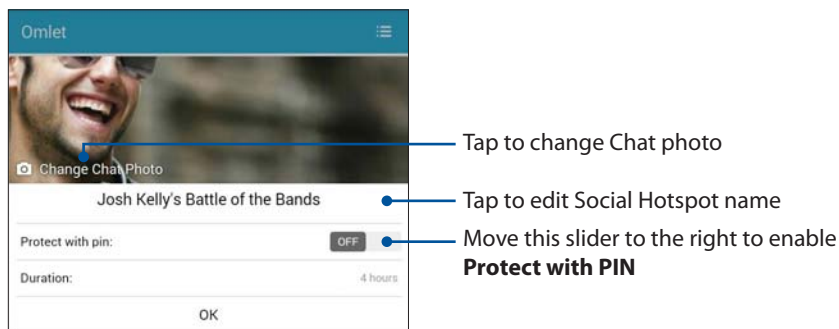 Omlet
Change Chat Photo
Tap to change Chat photo
Josh Kelly's Battle of the Bands
Tap to edit Social Hotspot name
Protect with pin:
OFF
Move this slider to the right to enable
Protect with PIN
Duration:
4 hours
OK